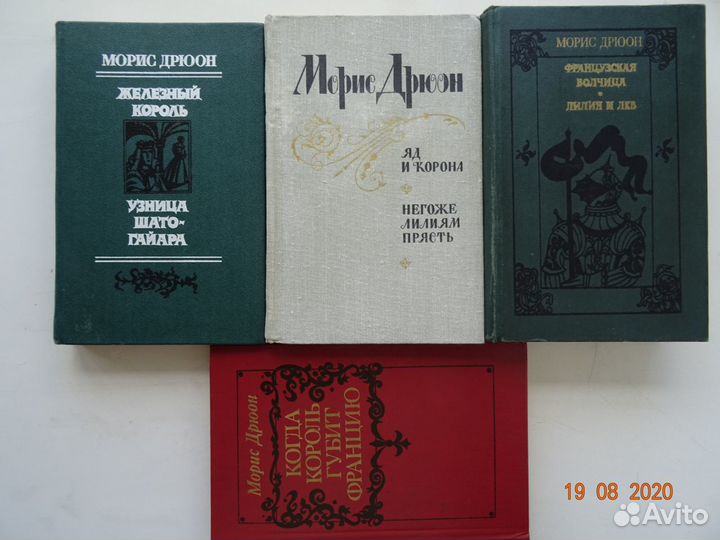 МОРИС ДРЮОН
ЖЕЛЕЗНЫЙ
КОРОЛЬ
УЗНИЦА
ШАТО-
ГАЙАРА
Морис Дрюон
ЯД
И КОРОНА
НЕГОЖЕ
ЛИЛИЯМ
ПРЯСТЬ
МОРИС ДРЮОН
ФРАНЦУЗСКАЯ
ВОЛЧИЦА
ЛИЛИЯ И ЛЕВ
Морис Дрюон
КОГДА
КОРОЛЬ
ГУБИТ
ФРАНЦИЮ
19 08 2020
Avito